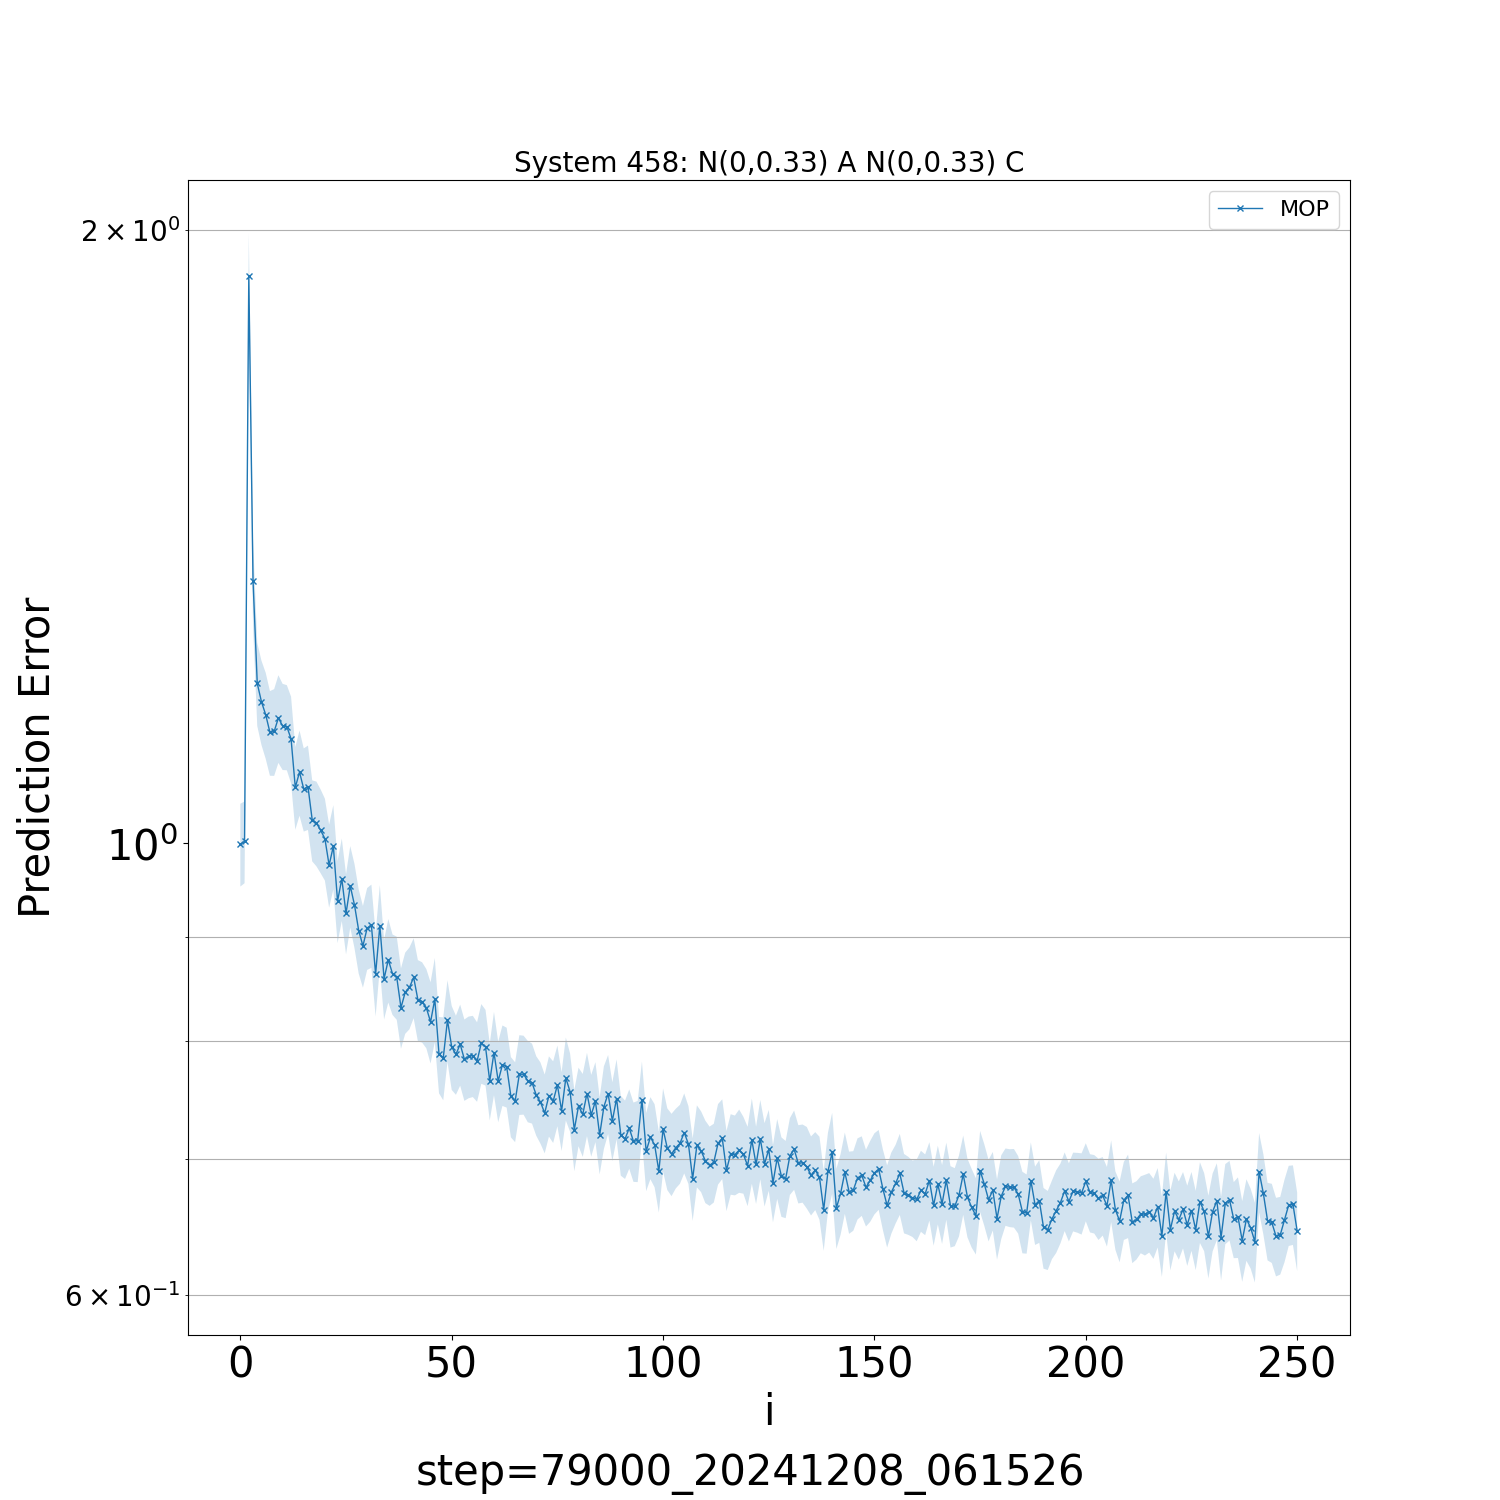 System 458: N(0,0.33) A N(0,0.33) C
MOP
2 × 10⁰
10⁰
6 × 10⁻¹
Prediction Error
0 50 100 150 200 250
i
step=79000_20241208_061526